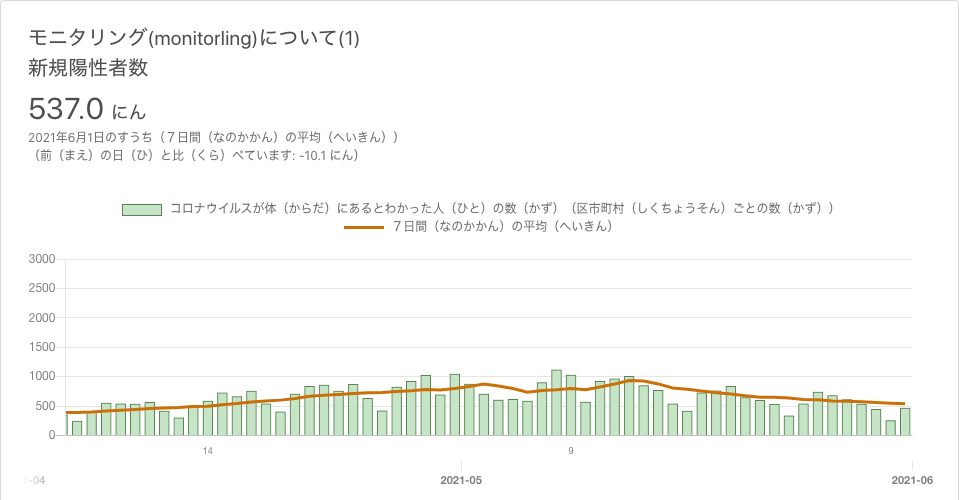 モニタリング(monitorling)について(1)
新規陽性者数
537.0 にん
2021年6月1日のすうち（７日間（なのかかん）の平均（へいきん））
（前（まえ）の日（ひ）と比（くら）べています: -10.1 にん）
コロナウイルスが体（からだ）にあるとわかった人（ひと）の数（かず）（区市町村（しくちょうそん）ごとの数（かず））
７日間（なのかかん）の平均（へいきん）
3000
2500
2000
1500
1000
500
0
14 9
-04 2021-05 2021-06